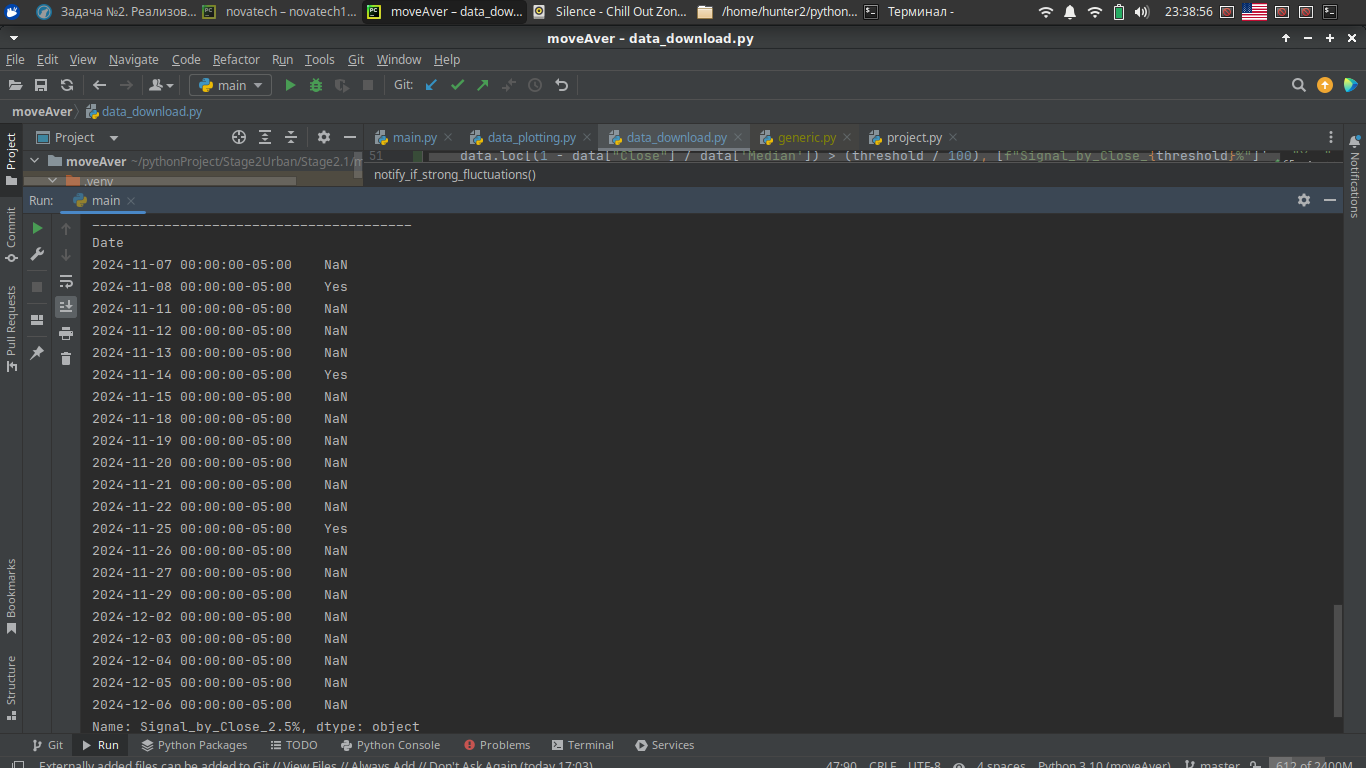 Задача №2. Реализов...
novatech – novatech1...
moveAver – data_dow...
Silence - Chill Out Zon...
/home/hunter2/python...
Терминал -
23:38:56
moveAver – data_download.py
File Edit View Navigate Code Refactor Run Tools Git Window Help
main
Git:
moveAver
data_download.py
Project
main.py
data_plotting.py
data_download.py
generic.py
project.py
moveAver ~/pythonProject/Stage2Urban/Stage2.1/m
.venv
51 data.loc[(1 - data["Close"] / data['Median']) > (threshold / 100), [f"Signal_by_Close_{threshold}%"]]
notify_if_strong_fluctuations()
Run: main
----------------------------------------
Date
2024-11-07 00:00:00-05:00 NaN
2024-11-08 00:00:00-05:00 Yes
2024-11-11 00:00:00-05:00 NaN
2024-11-12 00:00:00-05:00 NaN
2024-11-13 00:00:00-05:00 NaN
2024-11-14 00:00:00-05:00 Yes
2024-11-15 00:00:00-05:00 NaN
2024-11-18 00:00:00-05:00 NaN
2024-11-19 00:00:00-05:00 NaN
2024-11-20 00:00:00-05:00 NaN
2024-11-21 00:00:00-05:00 NaN
2024-11-22 00:00:00-05:00 NaN
2024-11-25 00:00:00-05:00 Yes
2024-11-26 00:00:00-05:00 NaN
2024-11-27 00:00:00-05:00 NaN
2024-11-29 00:00:00-05:00 NaN
2024-12-02 00:00:00-05:00 NaN
2024-12-03 00:00:00-05:00 NaN
2024-12-04 00:00:00-05:00 NaN
2024-12-05 00:00:00-05:00 NaN
2024-12-06 00:00:00-05:00 NaN
Name: Signal_by_Close_2.5%, dtype: object
Project
Commit
Pull Requests
Bookmarks
Structure
Notifications
Git Run Python Packages TODO Python Console Problems Terminal Services
Externally added files can be added to Git // View Files // Always Add // Don't Ask Again (today 17:03)
47:90 CRLF UTF-8 4 spaces Python 3.10 (moveAver) master 612 of 2400M